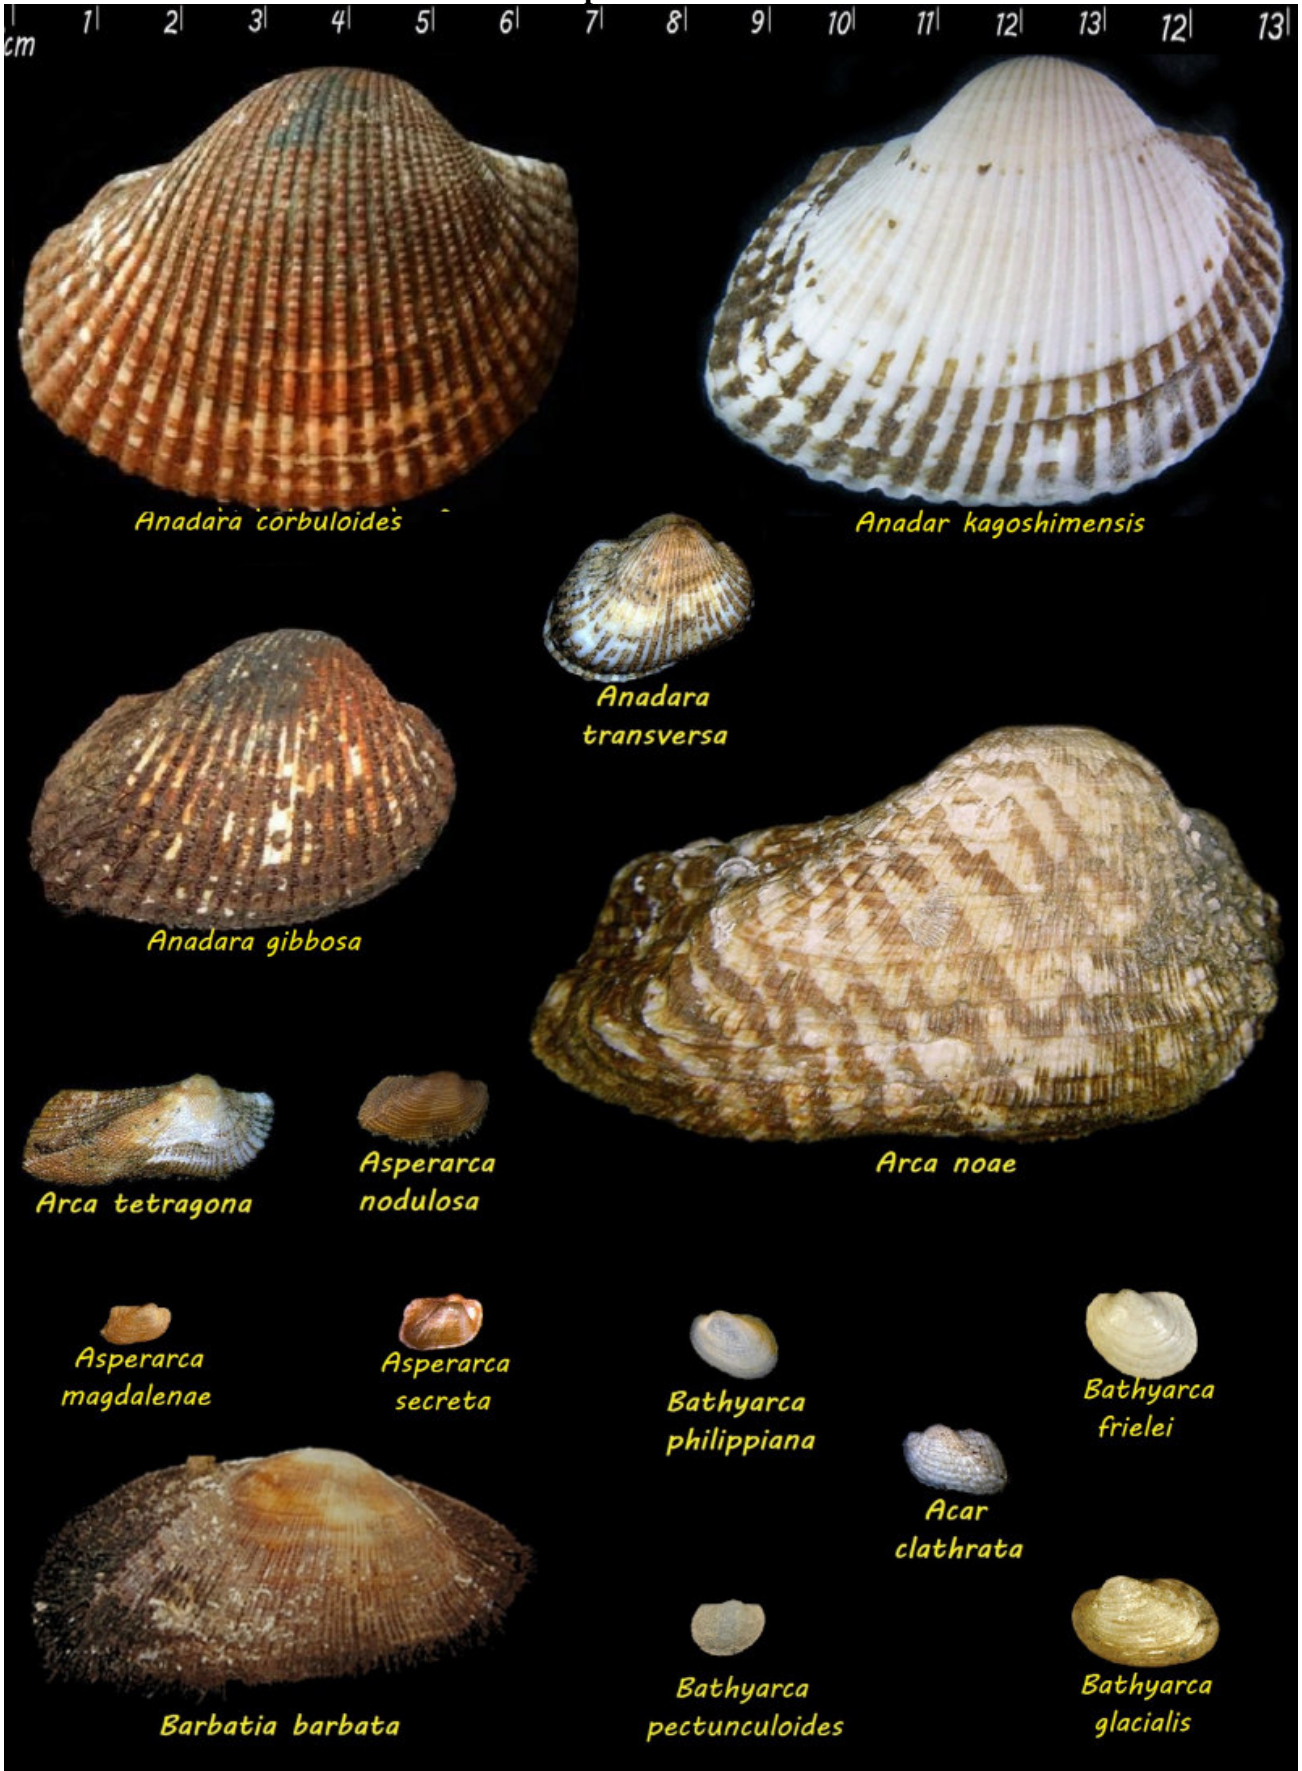 cm 1 2 3 4 5 6 7 8 9 10 11 12 13 12 13
Anadara corbuloides
Anadar kagoshimensis
Anadara
transversa
Anadara gibbosa
Arca noae
Arca tetragona
Asperarca
nodulosa
Asperarca
magdalenae
Asperarca
secreta
Bathyarca
philippiana
Bathyarca
frielei
Acar
clathrata
Barbatia barbata
Bathyarca
pectunculoides
Bathyarca
glacialis